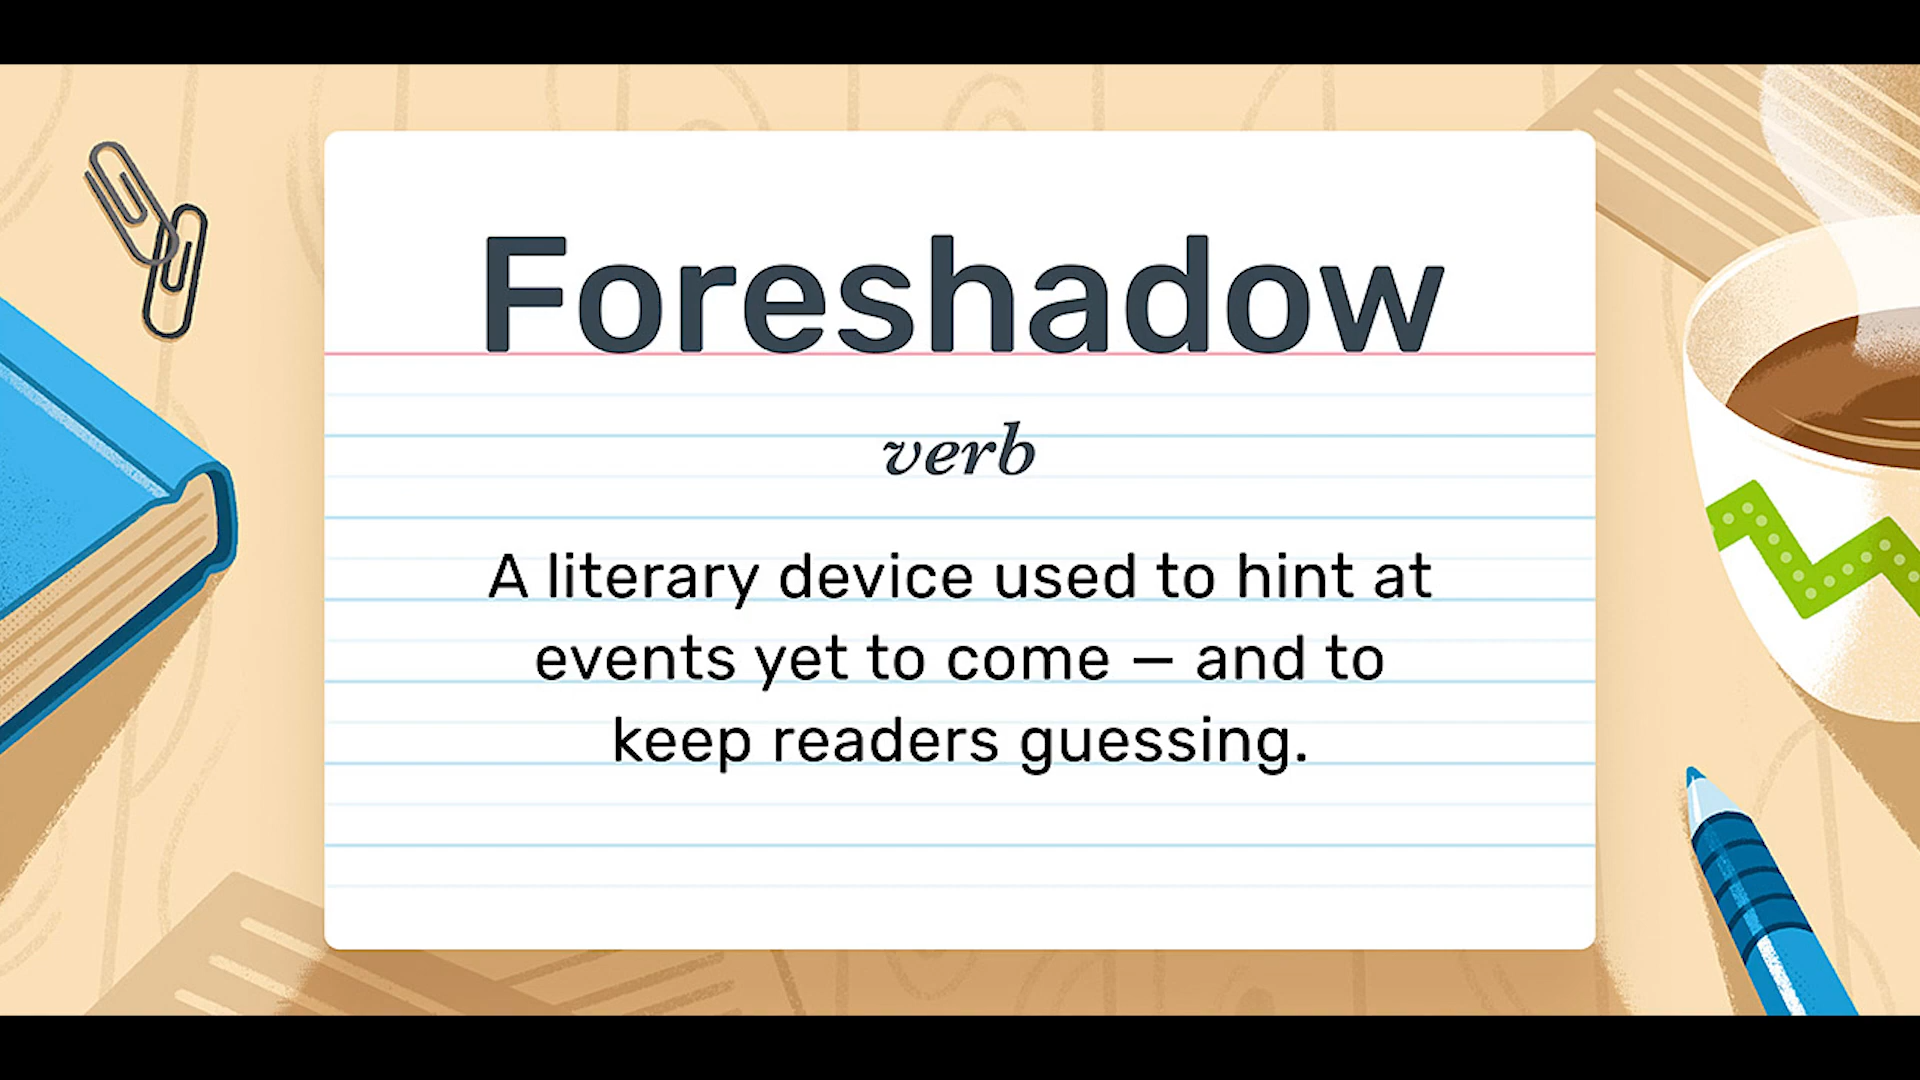 Foreshadow
verb
A literary device used to hint at
events yet to come — and to
keep readers guessing.